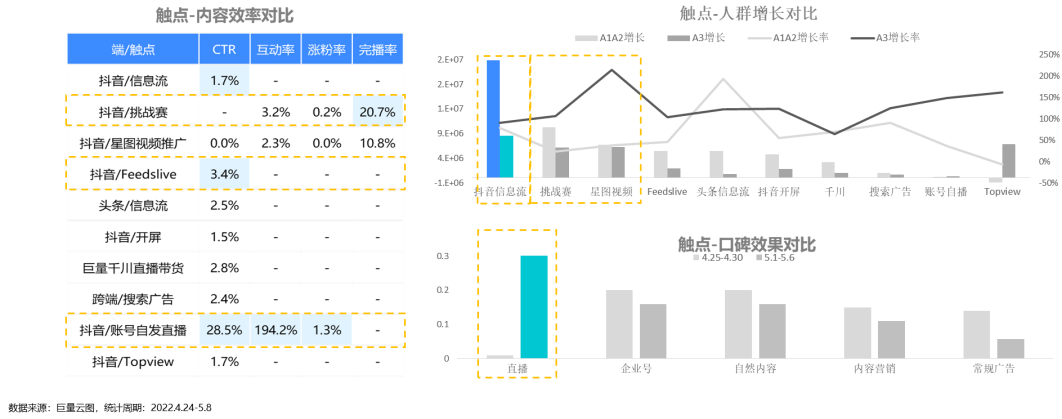 触点-内容效率对比
端/触点 CTR 互动率 涨粉率 完播率
抖音/信息流 1.7% - - -
抖音/挑战赛 - 3.2% 0.2% 20.7%
抖音/星图视频推广 0.0% 2.3% 0.0% 10.8%
抖音/Feedslive 3.4% - - -
头条/信息流 2.5% - - -
抖音/开屏 1.5% - - -
巨量千川直播带货 2.8% - - -
跨端/搜索广告 2.4% - - -
抖音/账号自发直播 28.5% 194.2% 1.3% -
抖音/Topview 1.7% - - -
触点-人群增长对比
A1A2增长 A3增长 A1A2增长率 A3增长率
2.E+07
2.E+07
1.E+07
9.E+06
4.E+06
-1.E+06
250%
200%
150%
100%
50%
0%
-50%
抖音信息流 挑战赛 星图视频 Feedslive 头条信息流 抖音开屏 千川 搜索广告 账号自播 Topview
触点-口碑效果对比
4.25-4.30 5.1-5.6
0.3
0.2
0.1
0
直播 企业号 自然内容 内容营销 常规广告
数据来源：巨量云图，统计周期：2022.4.24-5.8